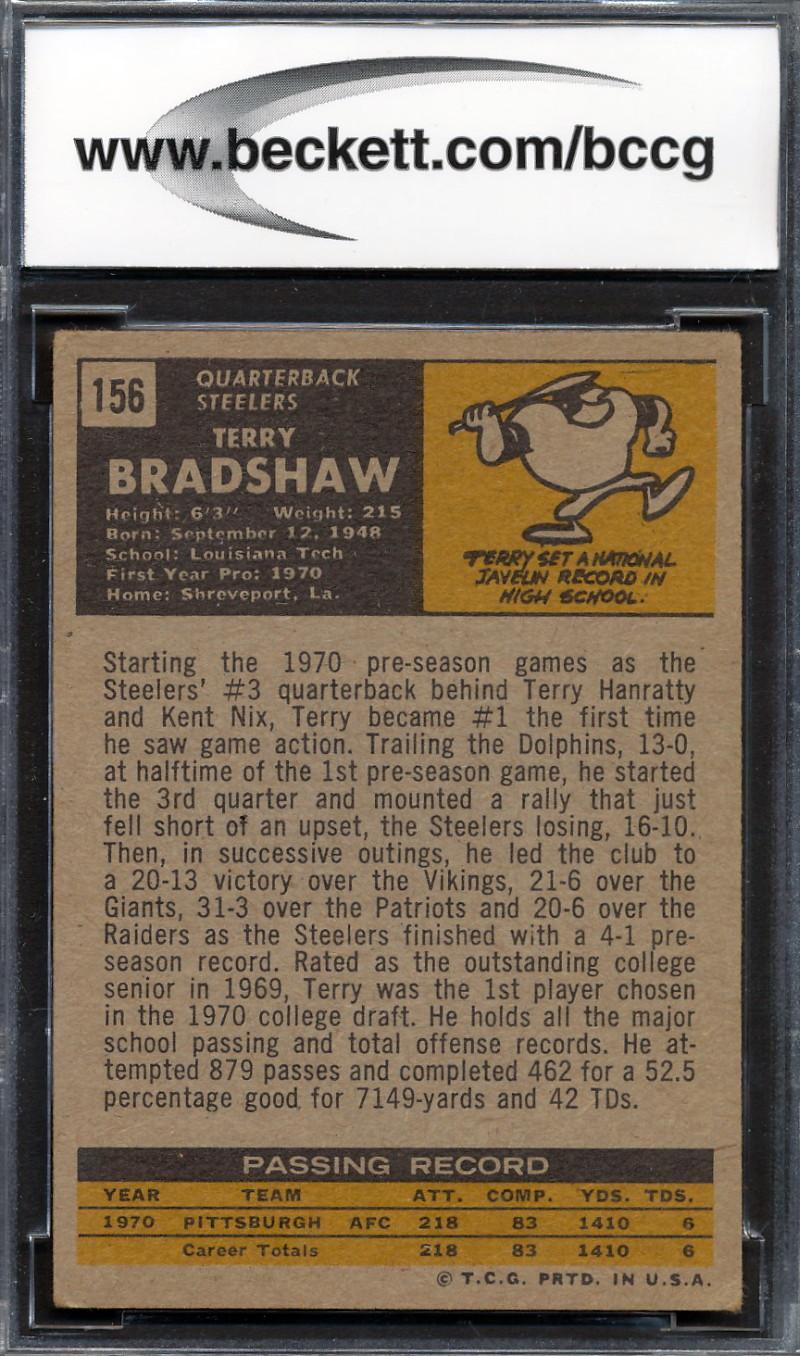 www.beckett.com/bccg
156
QUARTERBACK
STEELERS
TERRY
BRADSHAW
Height: 6'3" Weight: 215
Born: September 12, 1948
School: Louisiana Tech
First Year Pro: 1970
Home: Shreveport, La.
TERRY SET A NATIONAL
JAVELIN RECORD IN
HIGH SCHOOL.
Starting the 1970 pre-season games as the
Steelers' #3 quarterback behind Terry Hanratty
and Kent Nix, Terry became #1 the first time
he saw game action. Trailing the Dolphins, 13-0,
at halftime of the 1st pre-season game, he started
the 3rd quarter and mounted a rally that just
fell short of an upset, the Steelers losing, 16-10.
Then, in successive outings, he led the club to
a 20-13 victory over the Vikings, 21-6 over the
Giants, 31-3 over the Patriots and 20-6 over the
Raiders as the Steelers finished with a 4-1 pre-
season record. Rated as the outstanding college
senior in 1969, Terry was the 1st player chosen
in the 1970 college draft. He holds all the major
school passing and total offense records. He at-
tempted 879 passes and completed 462 for a 52.5
percentage good for 7149-yards and 42 TDs.
PASSING RECORD
YEAR TEAM ATT. COMP. YDS. TDS.
1970 PITTSBURGH AFC 218 83 1410 6
Career Totals 218 83 1410 6
© T.C.G. PRTD. IN U.S.A.